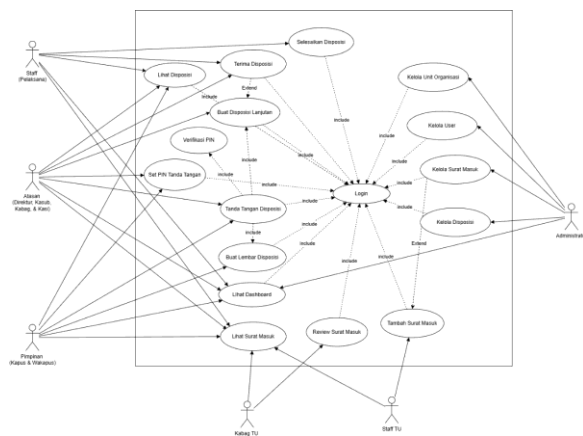 Selesaikan Disposisi
Terima Disposisi
Lihat Disposisi
Kelola Unit Organisasi
Staff
(Pelaksana)
include
Extend
include
include
Buat Disposisi Lanjutan
Kelola User
include
include
Verifikasi PIN
include
include
include
Kelola Surat Masuk
include
Set PIN Tanda Tangan
include
Login
Atasan
(Direktur, Kasub,
Kabag, & Kasi)
Tanda Tangan Disposisi
include
include
Kelola Disposisi
include
include
Extend
Buat Lembar Disposisi
include
include
include
Lihat Dashboard
Lihat Surat Masuk
Review Surat Masuk
Tambah Surat Masuk
Pimpinan
(Kapus & Wakapus)
Kabag TU
Staff TU